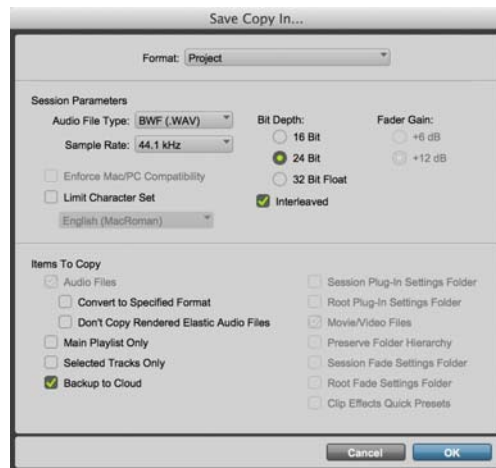 Save Copy In...
Format: Project
Session Parameters
Audio File Type: BWF (.WAV)
Sample Rate: 44.1 kHz
Enforce Mac/PC Compatibility
Limit Character Set
English (MacRoman)
Bit Depth:
16 Bit
24 Bit
32 Bit Float
Interleaved
Fader Gain:
+6 dB
+12 dB
Items To Copy
Audio Files
Convert to Specified Format
Don't Copy Rendered Elastic Audio Files
Main Playlist Only
Selected Tracks Only
Backup to Cloud
Session Plug-In Settings Folder
Root Plug-In Settings Folder
Movie/Video Files
Preserve Folder Hierarchy
Session Fade Settings Folder
Root Fade Settings Folder
Clip Effects Quick Presets
Cancel
OK